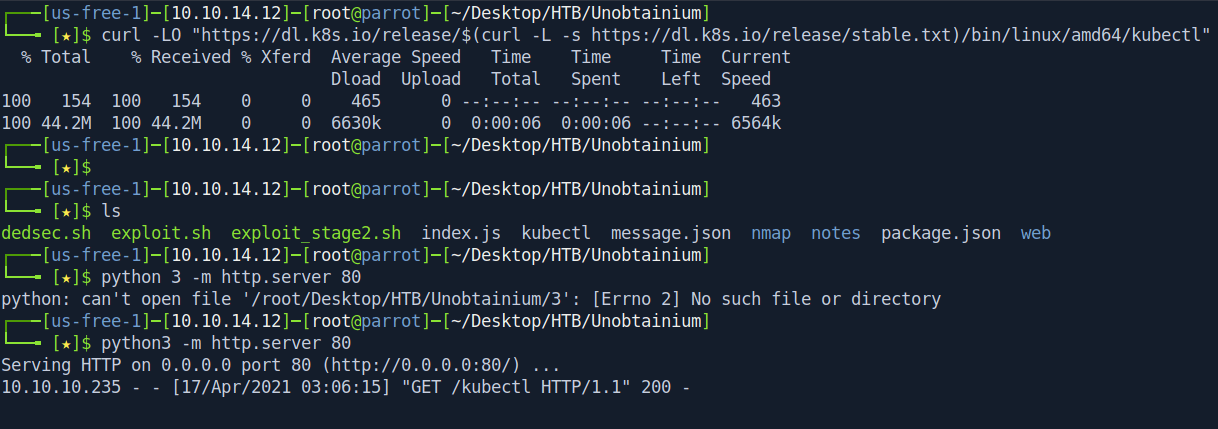 ┌──[us-free-1]─[10.10.14.12]─[root@parrot]─[~/Desktop/HTB/Unobtainium]
└──╼ [★]$ curl -LO "https://dl.k8s.io/release/$(curl -L -s https://dl.k8s.io/release/stable.txt)/bin/linux/amd64/kubectl"
  % Total    % Received % Xferd  Average Speed   Time    Time     Time  Current
                                 Dload  Upload   Total   Spent    Left  Speed
100   154  100   154    0     0    465      0 --:--:-- --:--:-- --:--:--   463
100 44.2M  100 44.2M    0     0  6630k      0  0:00:06  0:00:06 --:--:-- 6564k
┌──[us-free-1]─[10.10.14.12]─[root@parrot]─[~/Desktop/HTB/Unobtainium]
└──╼ [★]$
┌──[us-free-1]─[10.10.14.12]─[root@parrot]─[~/Desktop/HTB/Unobtainium]
└──╼ [★]$ ls
dedsec.sh  exploit.sh  exploit_stage2.sh  index.js  kubectl  message.json  nmap  notes  package.json  web
┌──[us-free-1]─[10.10.14.12]─[root@parrot]─[~/Desktop/HTB/Unobtainium]
└──╼ [★]$ python 3 -m http.server 80
python: can't open file '/root/Desktop/HTB/Unobtainium/3': [Errno 2] No such file or directory
┌──[us-free-1]─[10.10.14.12]─[root@parrot]─[~/Desktop/HTB/Unobtainium]
└──╼ [★]$ python3 -m http.server 80
Serving HTTP on 0.0.0.0 port 80 (http://0.0.0.0:80/) ...
10.10.10.235 - - [17/Apr/2021 03:06:15] "GET /kubectl HTTP/1.1" 200 -